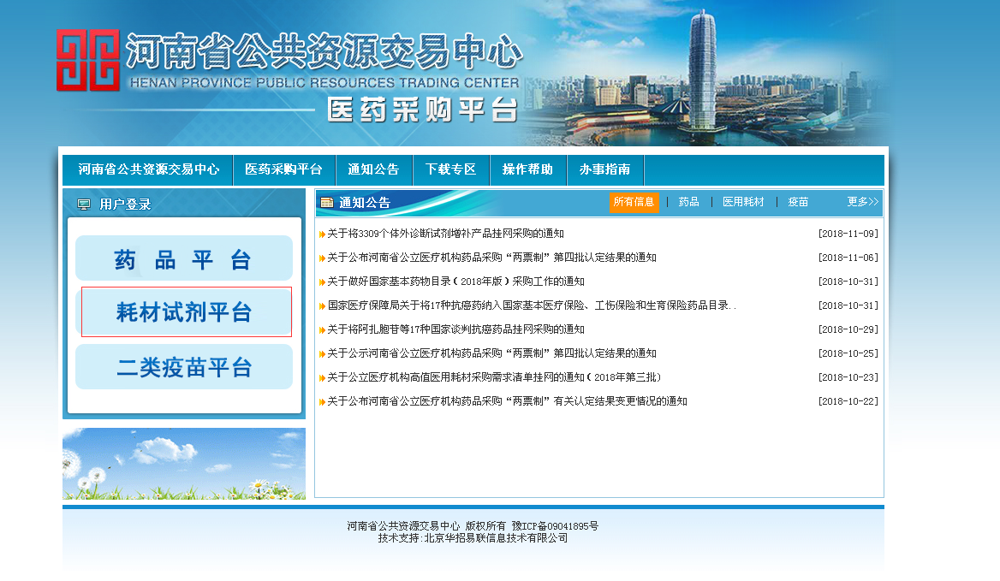 河南省公共资源交易中心
HENAN PROVINCE PUBLIC RESOURCES TRADING CENTER
医药采购平台
河南省公共资源交易中心 医药采购平台 通知公告 下载专区 操作帮助 办事指南
用户登录
药 品 平 台
耗材试剂平台
二类疫苗平台
通知公告 所有信息 | 药品 | 医用耗材 | 疫苗 更多>>
关于将3309个体外诊断试剂增补产品挂网采购的通知 [2018-11-09]
关于公布河南省公立医疗机构药品采购“两票制”第四批认定结果的通知 [2018-11-06]
关于做好国家基本药物目录（2018年版）采购工作的通知 [2018-10-31]
国家医疗保障局关于将17种抗癌药纳入国家基本医疗保险、工伤保险和生育保险药品目录.. [2018-10-31]
关于将阿扎胞苷等17种国家谈判抗癌药品挂网采购的通知 [2018-10-29]
关于公示河南省公立医疗机构药品采购“两票制”第四批认定结果的通知 [2018-10-25]
关于公立医疗机构高值医用耗材采购需求清单挂网的通知（2018年第三批） [2018-10-23]
关于公布河南省公立医疗机构药品采购“两票制”有关认定结果变更情况的通知 [2018-10-22]
河南省公共资源交易中心 版权所有 豫ICP备09041895号
技术支持:北京华招易联信息技术有限公司